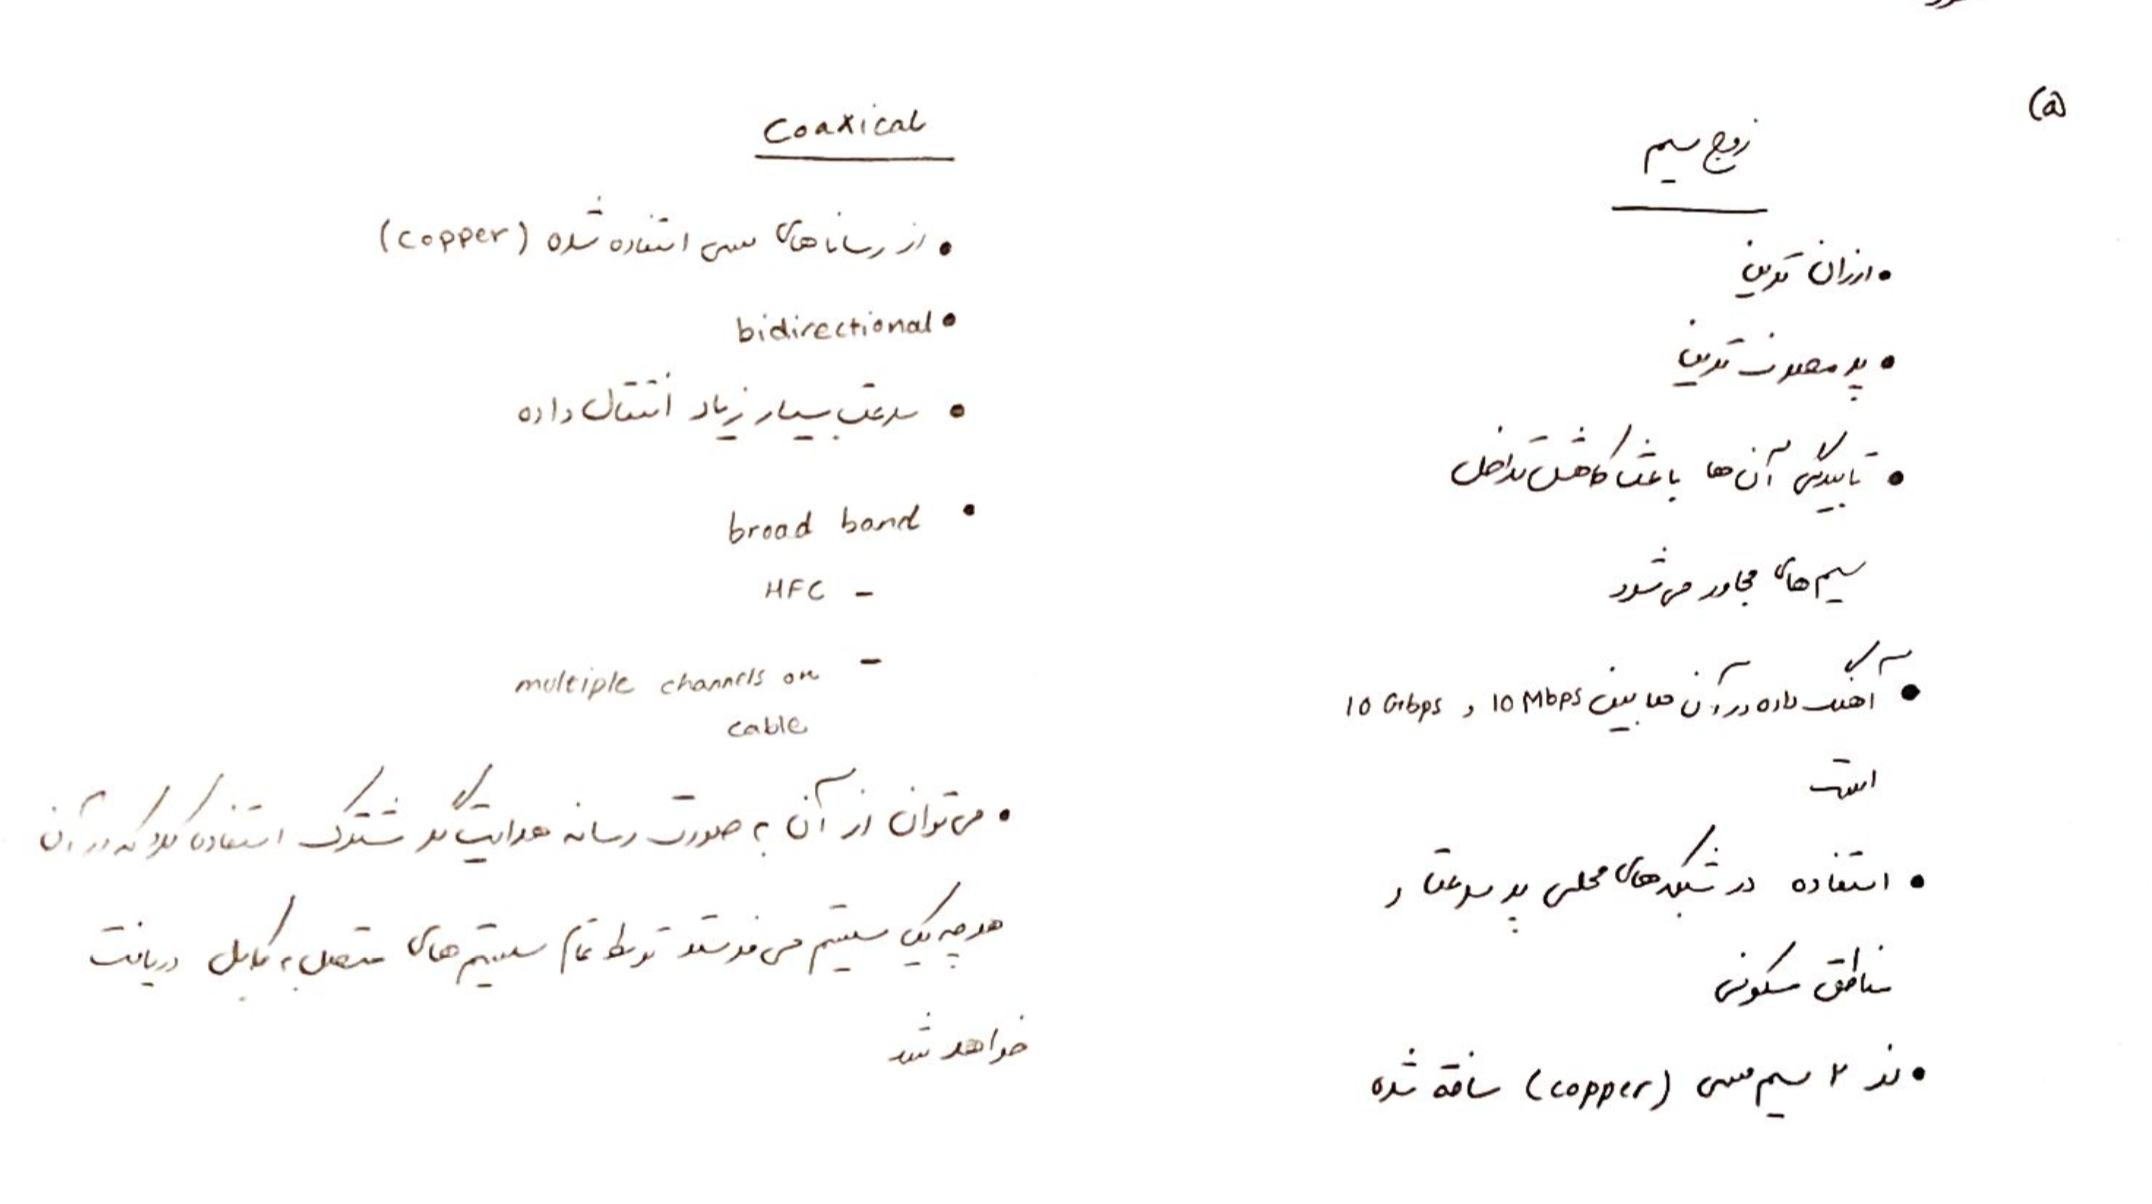 (a)
زوج سیم
• ارزان ترین
• پر مصرف ترین
• تابیدگی آن ها باعث کاهش تداخل
سیم های مجاور می شود
• آهنگ داده در آن ها بین 10 Mbps و 10 Gbps
است
• استفاده در شبکه های محلی پر سرعت و
مناطق سکونی
• از ۲ سیم مسی (copper) ساخته شده
Coaxical
• از رساناهای مسی استفاده شده (copper)
• bidirectional
• سرعت بسیار زیاد انتقال داده
• broad band
- HFC
- multiple channels on
cable
• می توان از آن به صورت رسانه هدایت گر مشترک استفاده کرد که در آن
هر چه یک سیستم می فرستد توسط تمام سیستم های متصل به کابل دریافت
خواهد شد